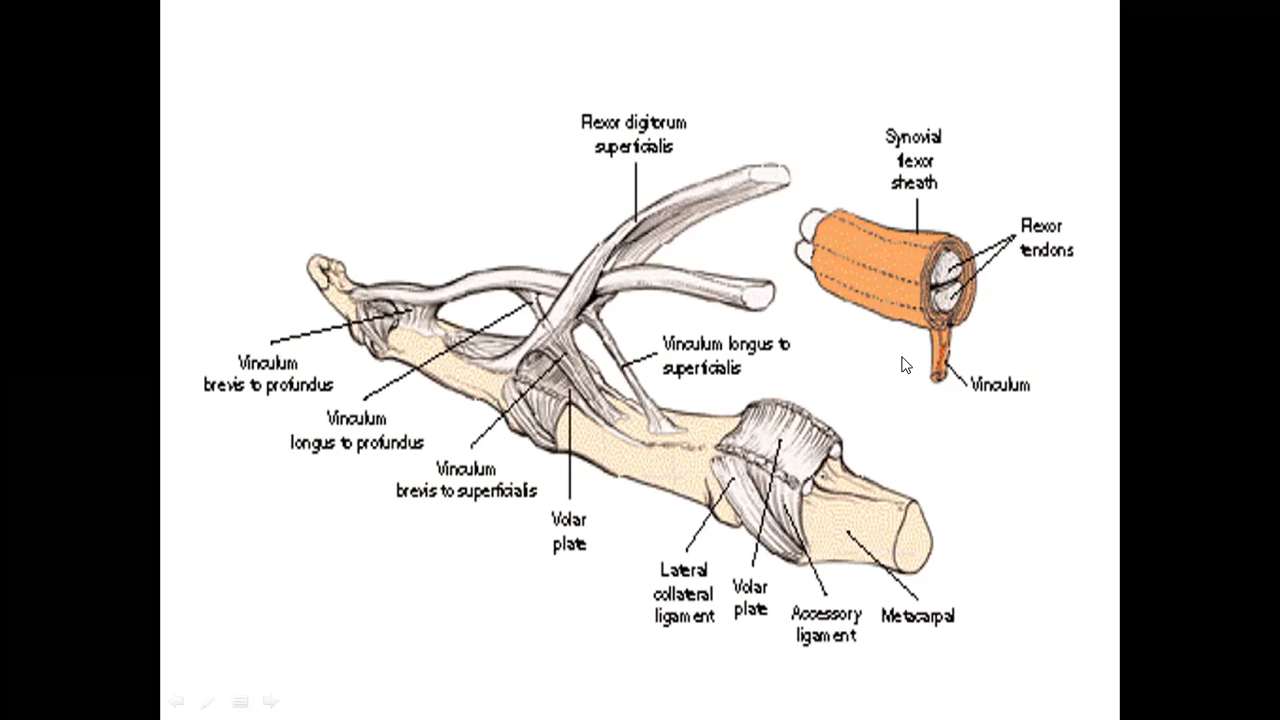 Flexor digitorum
superficialis
Synovial
flexor
sheath
Flexor
tendons
Vinculum longus to
superficialis
Vinculum
brevis to profundus
Vinculum
Vinculum
longus to profundus
Vinculum
brevis to superficialis
Volar
plate
Lateral
collateral
ligament
Volar
plate
Accessory
ligament
Metacarpal